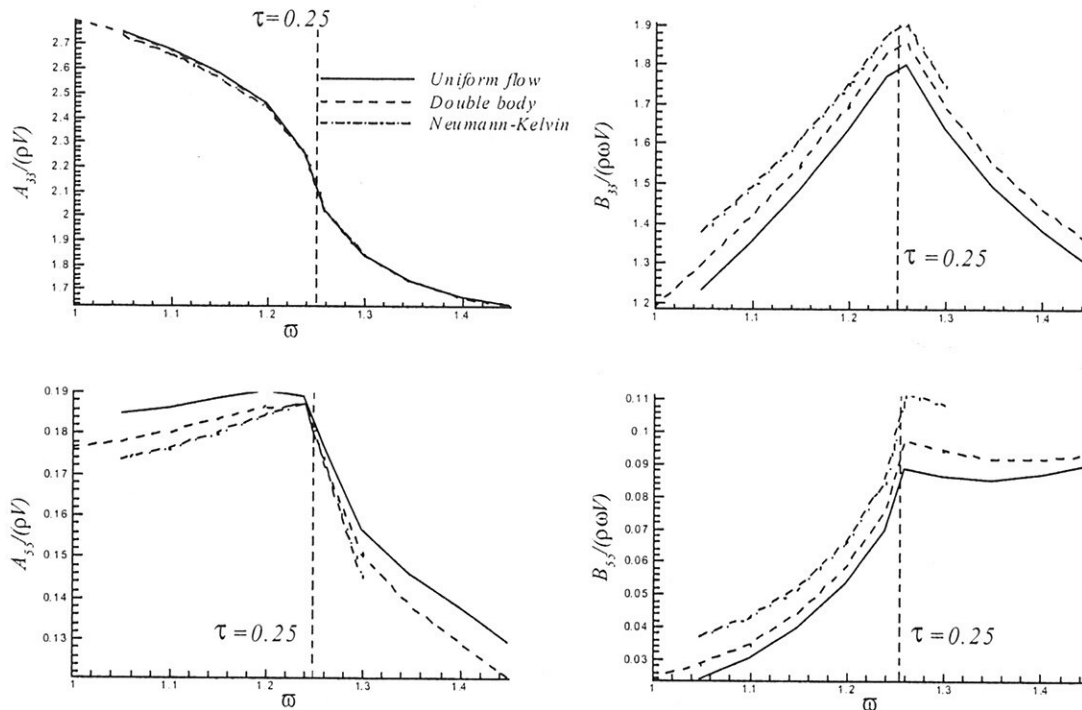 τ=0.25
Uniform flow
Double body
Neumann-Kelvin
A₃₃/(ρV)
2.7
2.6
2.5
2.4
2.3
2.2
2.1
2
1.9
1.8
1.7
1 1.1 1.2 1.3 1.4
ϖ
B₃₃/(ρωV)
1.9
1.8
1.7
1.6
1.5
1.4
1.3
1.2
τ=0.25
1 1.1 1.2 1.3 1.4
ϖ
A₅₅/(ρV)
0.19
0.18
0.17
0.16
0.15
0.14
0.13
τ=0.25
1 1.1 1.2 1.3 1.4
ϖ
B₅₅/(ρωV)
0.11
0.1
0.09
0.08
0.07
0.06
0.05
0.04
0.03
τ=0.25
1 1.1 1.2 1.3 1.4
ϖ